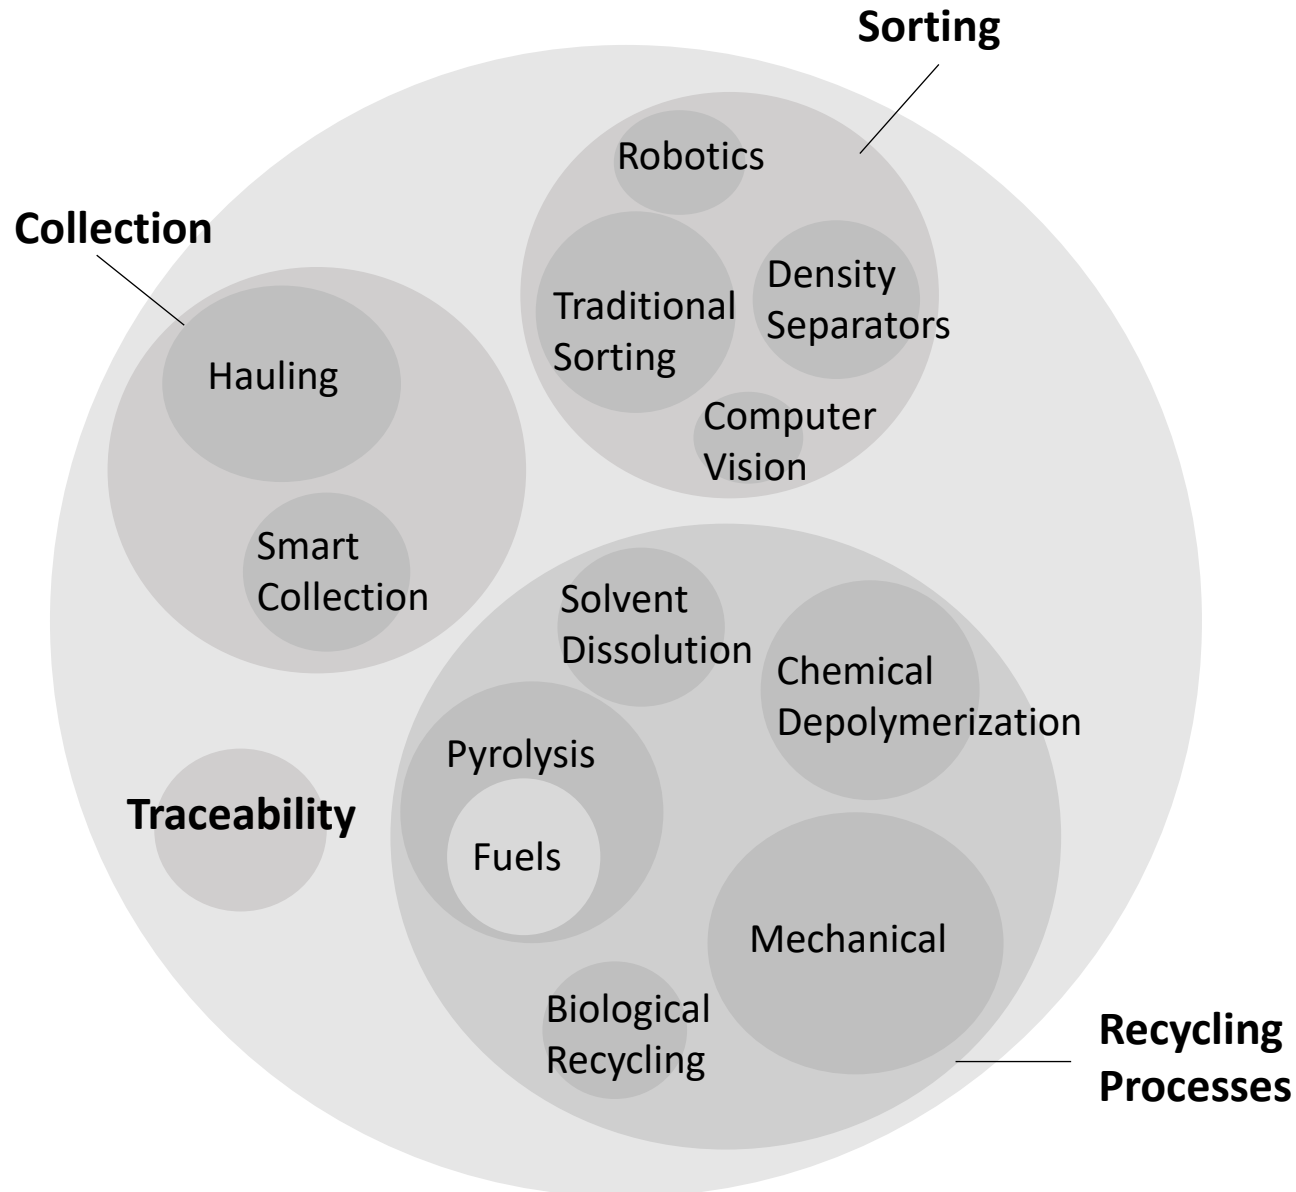 Sorting
Robotics
Collection
Density
Separators
Traditional
Sorting
Hauling
Computer
Vision
Smart
Collection
Solvent
Dissolution
Chemical
Depolymerization
Pyrolysis
Traceability
Fuels
Mechanical
Biological
Recycling
Recycling
Processes